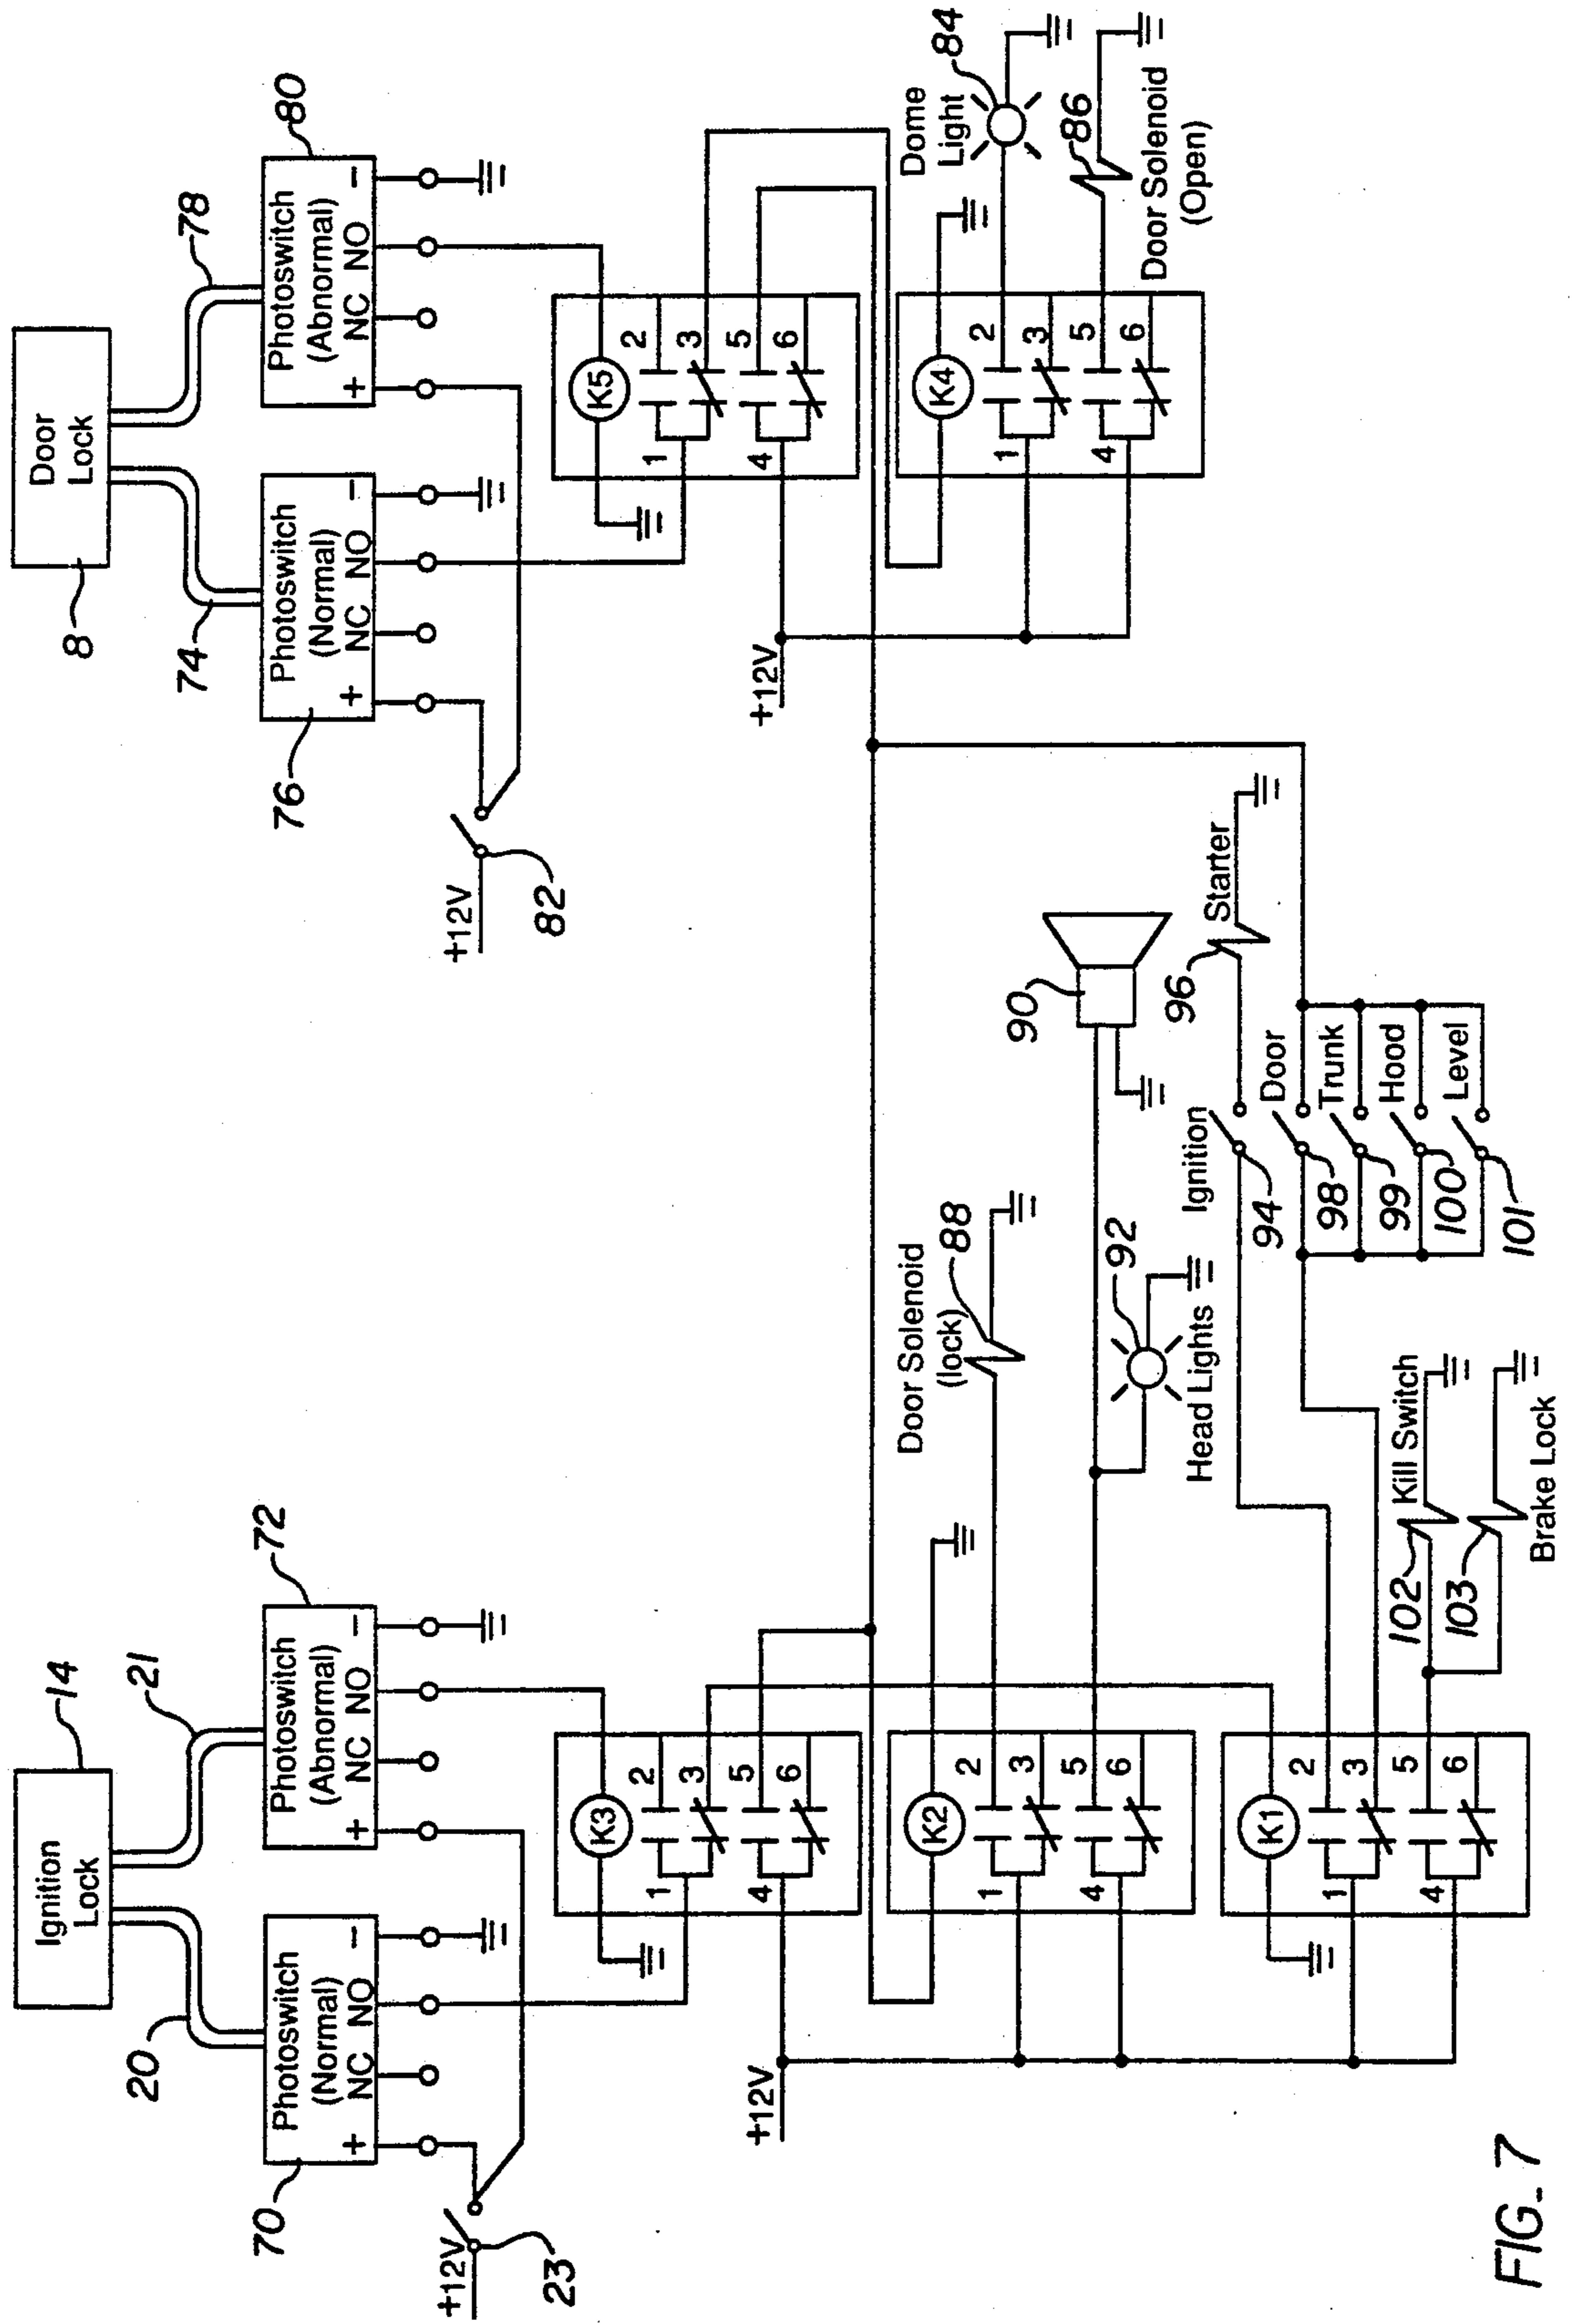 Ignition
Lock
14
20
21
Photoswitch
(Normal)
+ NC NO −
70
Photoswitch
(Abnormal)
+ NC NO −
72
+12V
23
Door
Lock
8
74
78
Photoswitch
(Normal)
+ NC NO −
76
Photoswitch
(Abnormal)
+ NC NO −
80
+12V
82
K3
1
2
3
4
5
6
+12V
K5
1
2
3
4
5
6
+12V
K2
1
2
3
4
5
6
Door Solenoid
(lock)
88
92
Head Lights
90
K4
1
2
3
4
5
6
Dome
Light
84
86
Door Solenoid
(Open)
K1
1
2
3
4
5
6
Ignition
94
96
Starter
Door
98
Trunk
99
Hood
100
Level
101
102
Kill Switch
103
Brake Lock
FIG_7